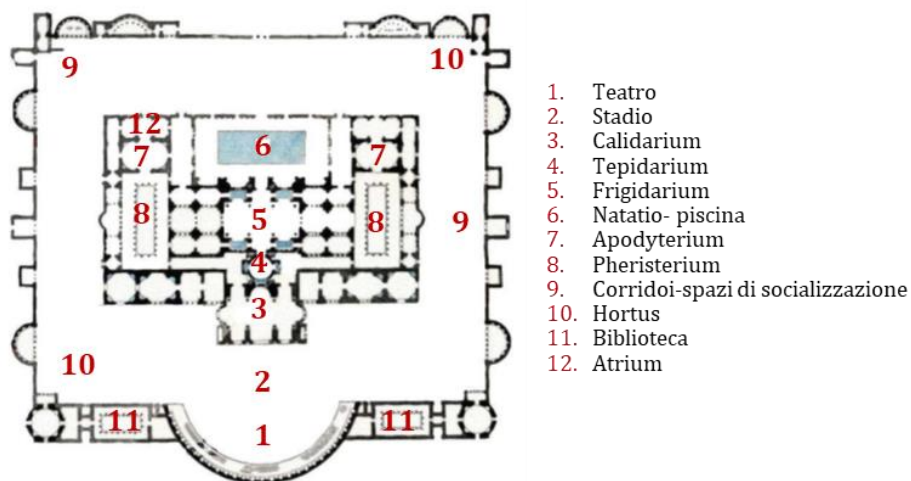 9
10
12
7
6
7
8
5
8
9
4
3
10
2
11
1
11
1. Teatro
2. Stadio
3. Calidarium
4. Tepidarium
5. Frigidarium
6. Natatio- piscina
7. Apodyterium
8. Pheristerium
9. Corridoi-spazi di socializzazione
10. Hortus
11. Biblioteca
12. Atrium